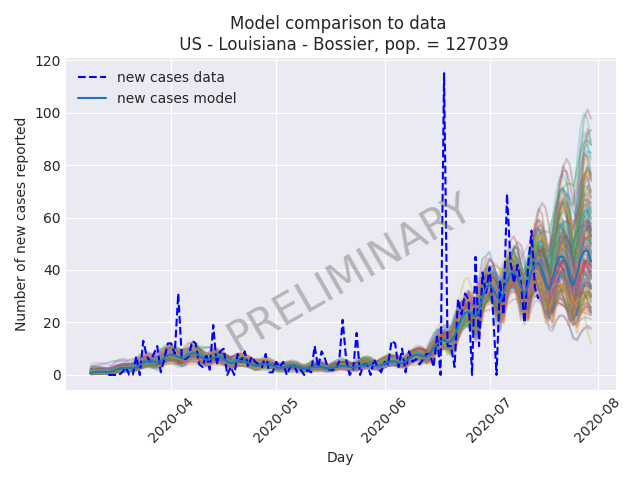 Model comparison to data
US - Louisiana - Bossier, pop. = 127039
new cases data
new cases model
PRELIMINARY
Number of new cases reported
120
100
80
60
40
20
0
2020-04
2020-05
2020-06
2020-07
2020-08
Day